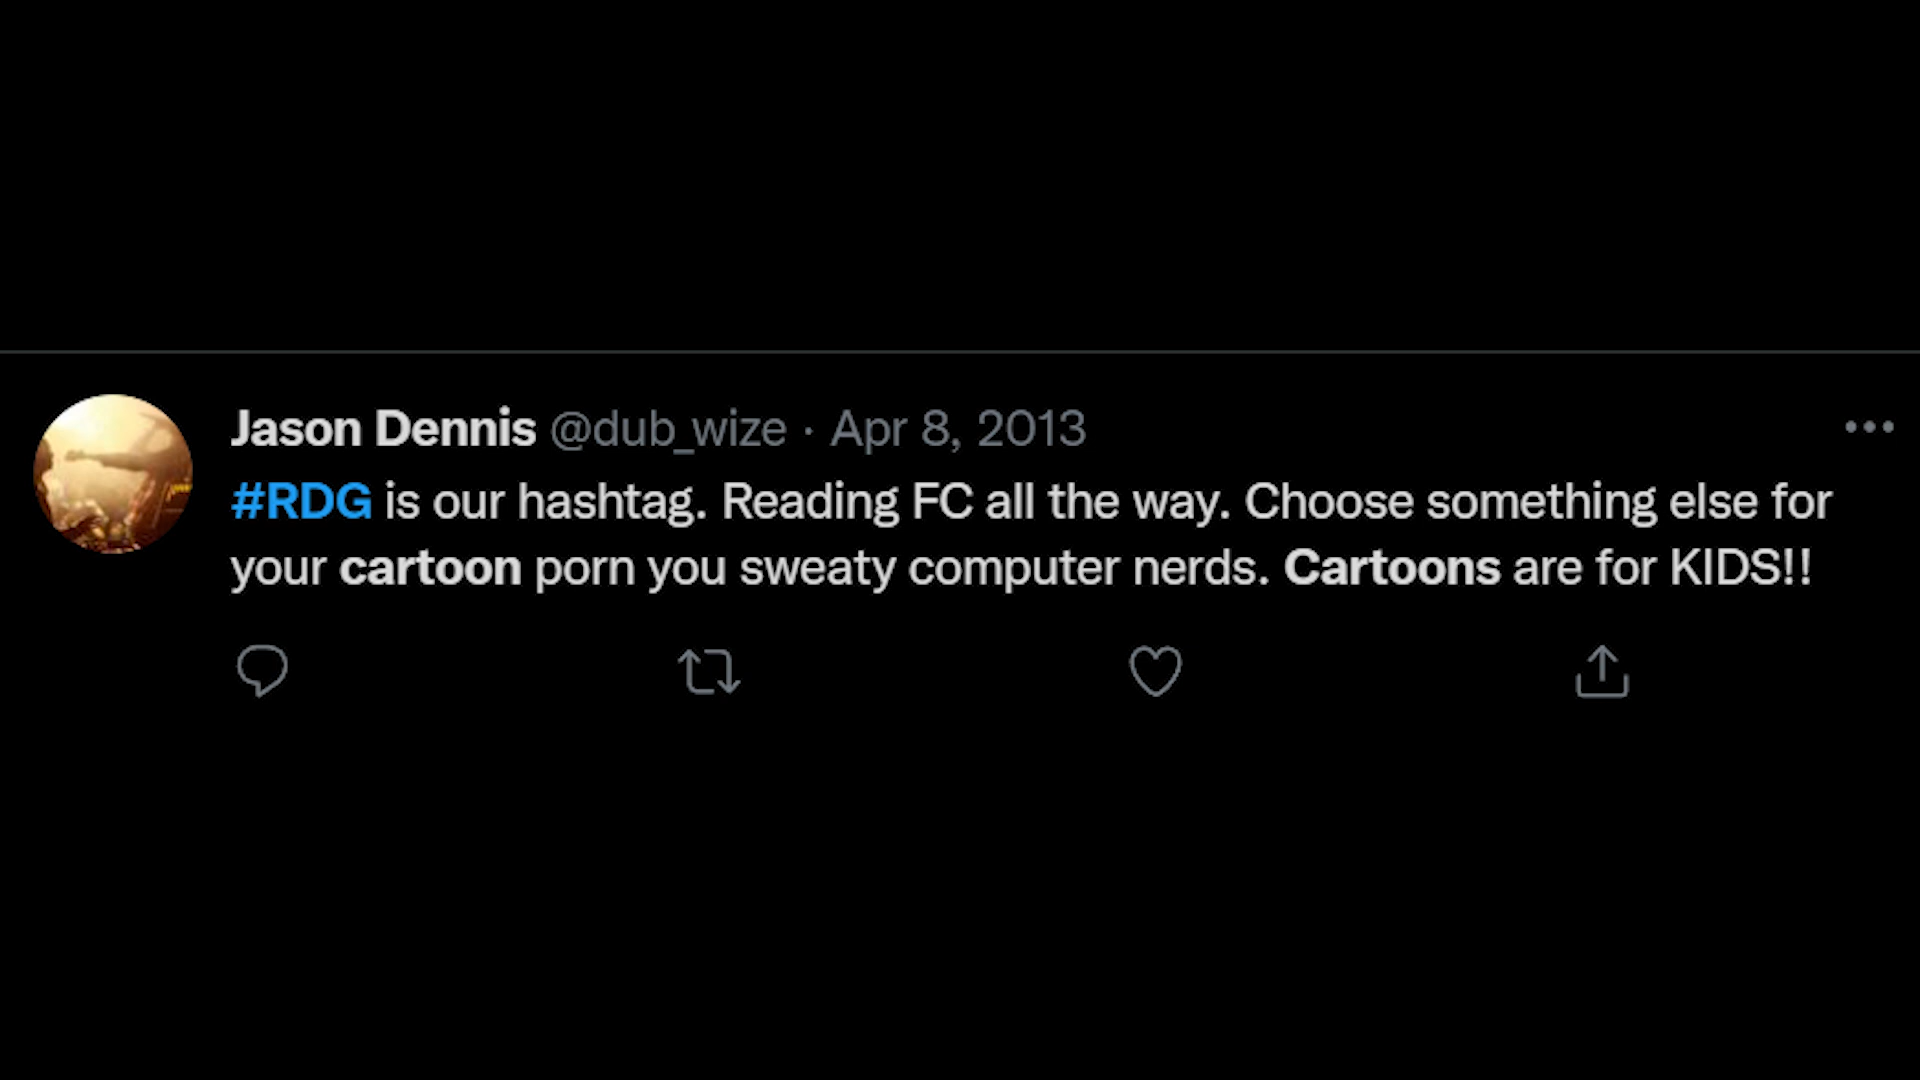 Jason Dennis @dub_wize · Apr 8, 2013
#RDG is our hashtag. Reading FC all the way. Choose something else for
your cartoon porn you sweaty computer nerds. Cartoons are for KIDS!!